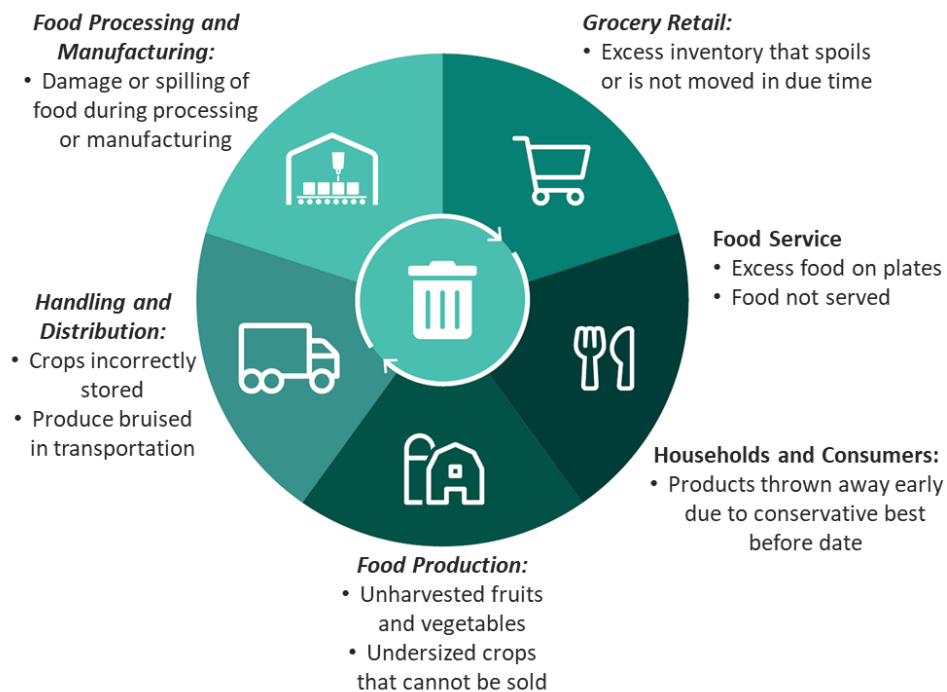 Food Processing and
Manufacturing:
• Damage or spilling of
food during processing
or manufacturing
Grocery Retail:
• Excess inventory that spoils
or is not moved in due time
Food Service
• Excess food on plates
• Food not served
Handling and
Distribution:
• Crops incorrectly
stored
• Produce bruised
in transportation
Households and Consumers:
• Products thrown away early
due to conservative best
before date
Food Production:
• Unharvested fruits
and vegetables
• Undersized crops
that cannot be sold